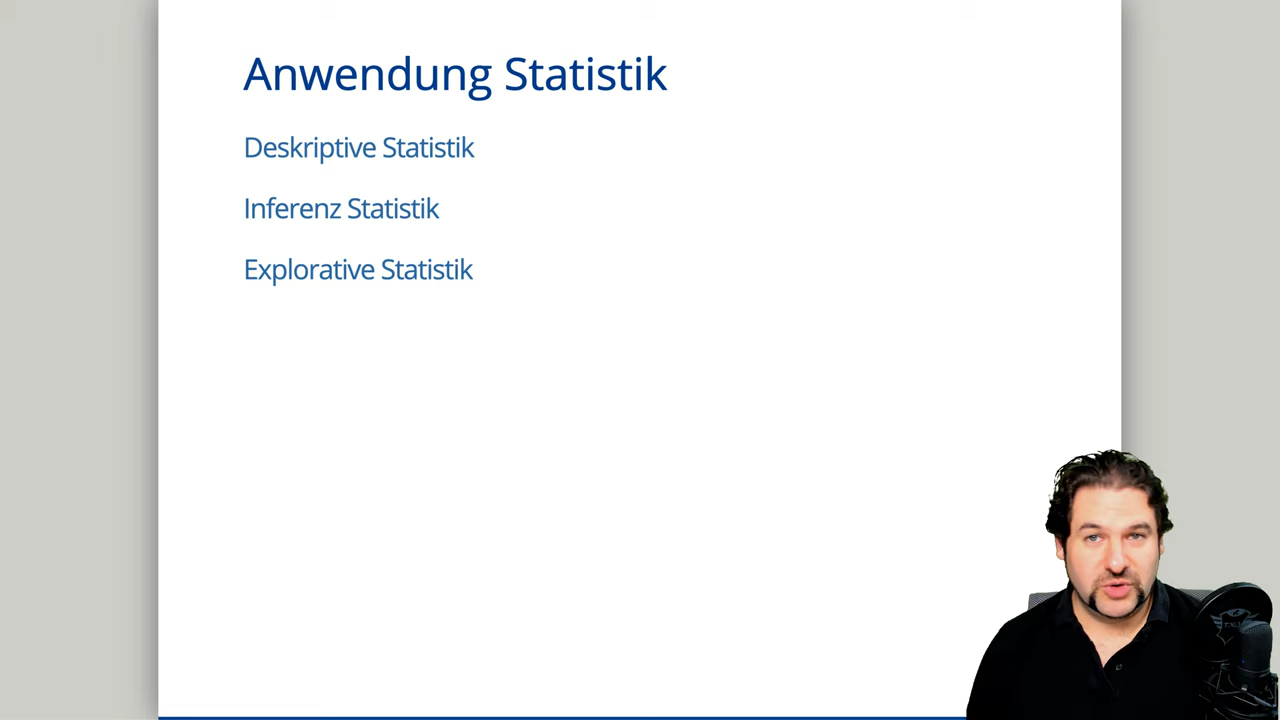 Anwendung Statistik
Deskriptive Statistik
Inferenz Statistik
Explorative Statistik